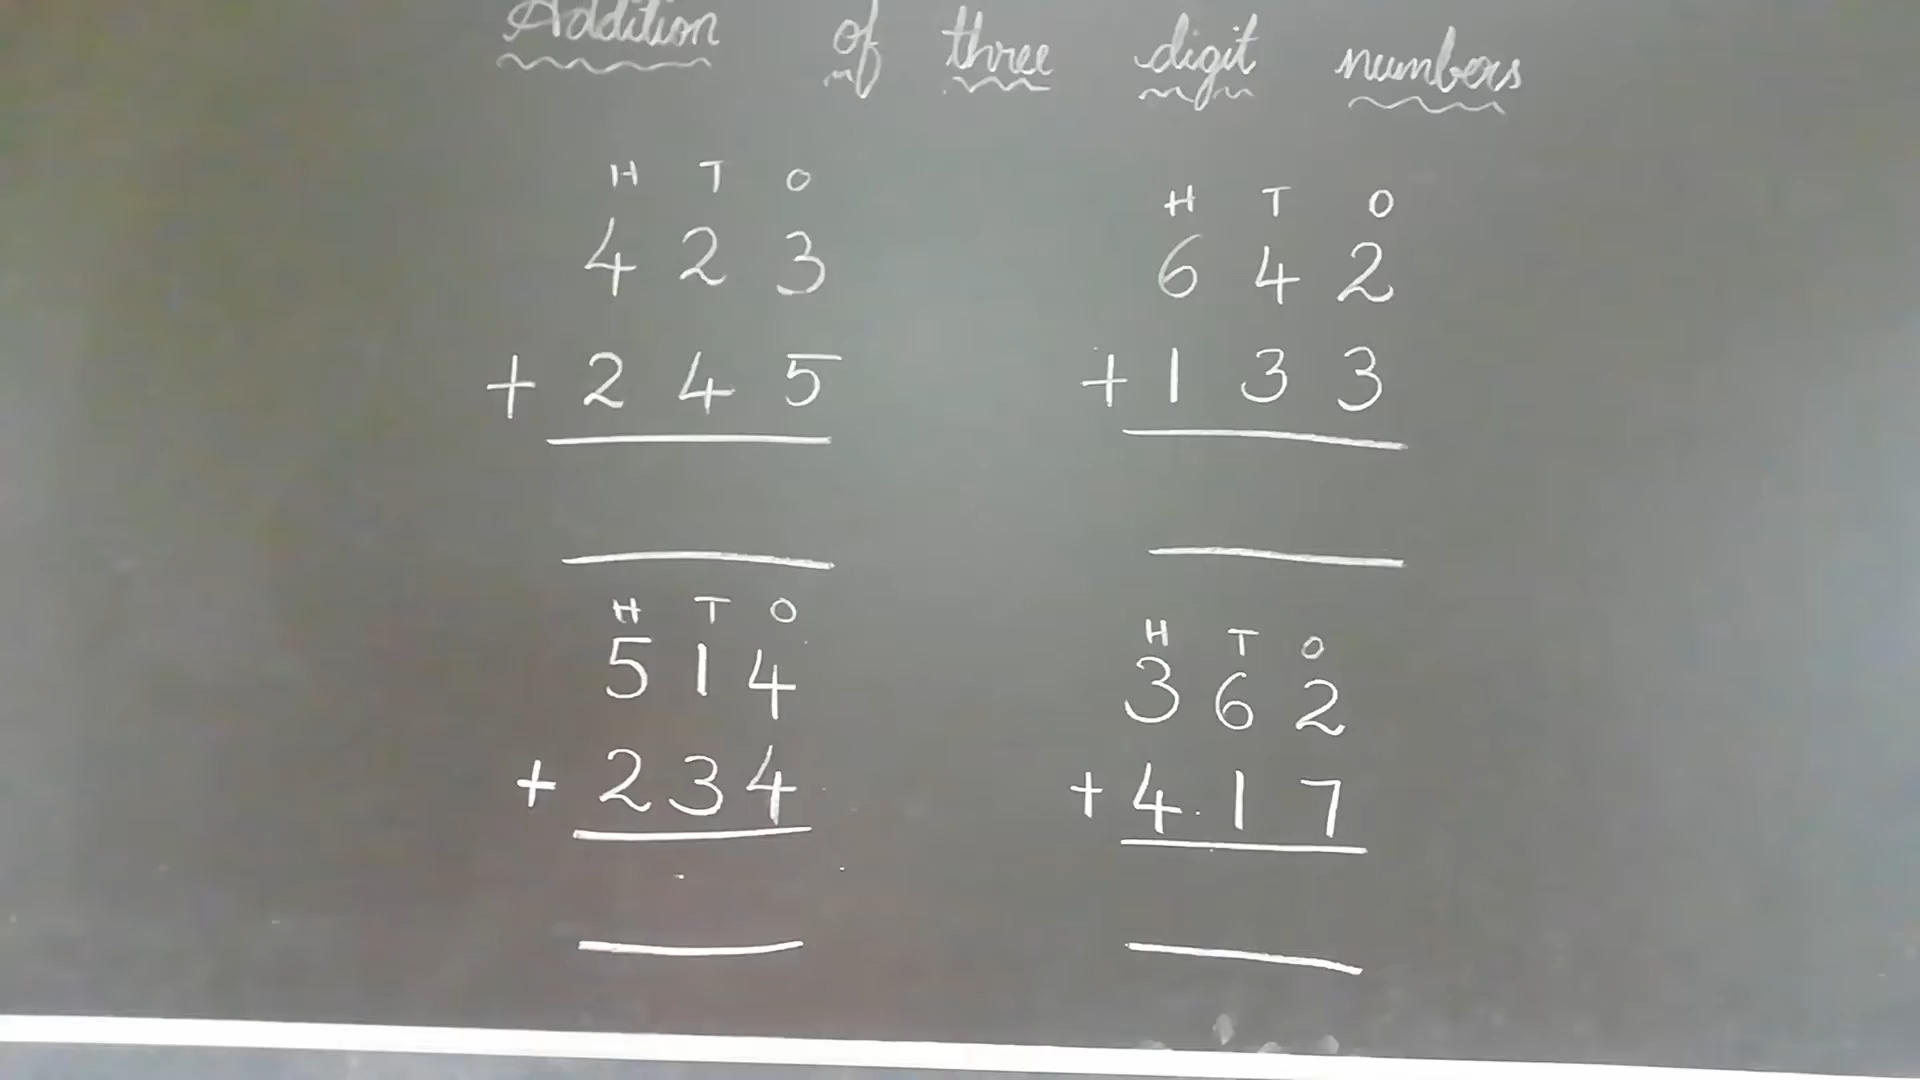 Addition of three digit numbers
H T O
4 2 3
+ 2 4 5
H T O
6 4 2
+ 1 3 3
H T O
5 1 4
+ 2 3 4
H T O
3 6 2
+ 4 1 7